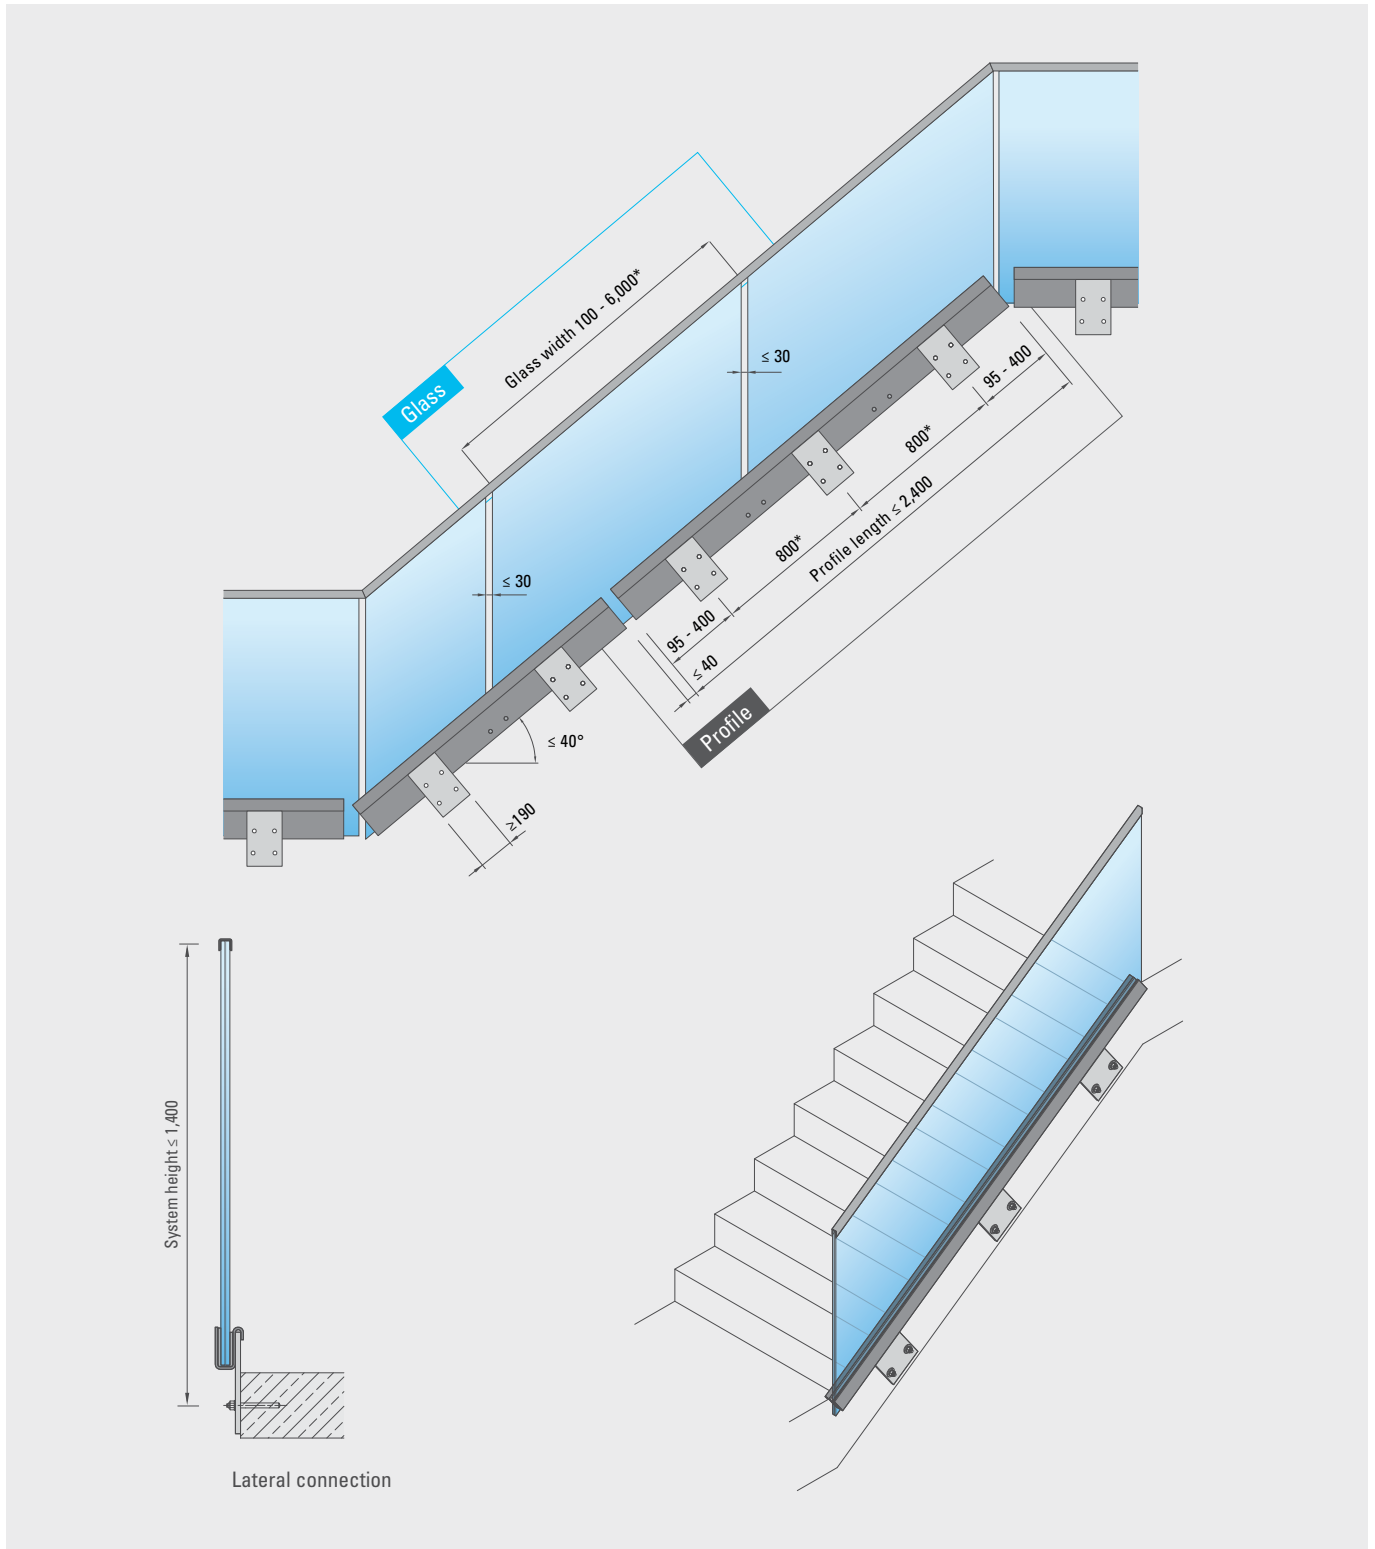 Glass width 100 - 6,000*
Glass
≤ 30
95 - 400
800*
Profile length ≤ 2,400
800*
≤ 30
95 - 400
≤ 40
Profile
≤ 40°
≥190
System height ≤ 1,400
Lateral connection